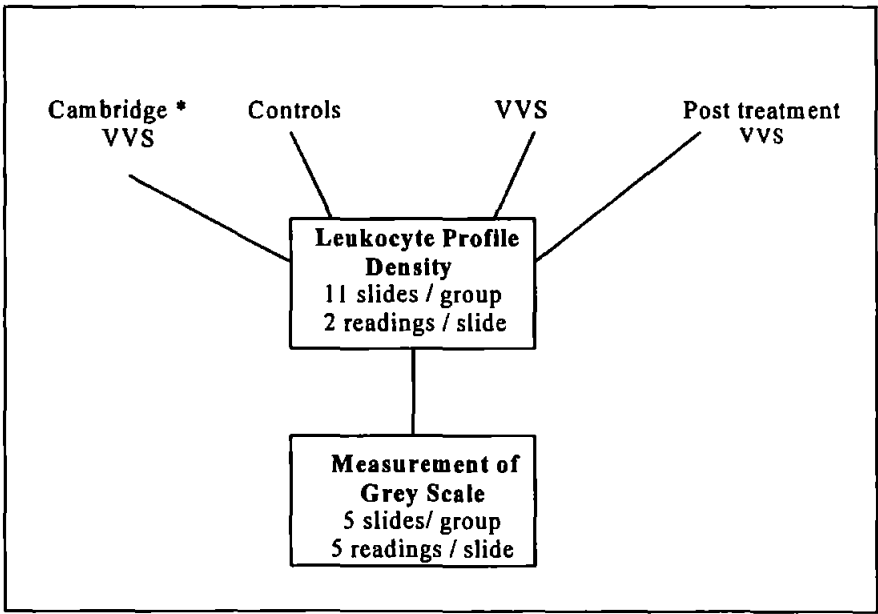 Cambridge *
VVS
Controls
VVS
Post treatment
VVS
Leukocyte Profile
Density
11 slides / group
2 readings / slide
Measurement of
Grey Scale
5 slides/ group
5 readings / slide